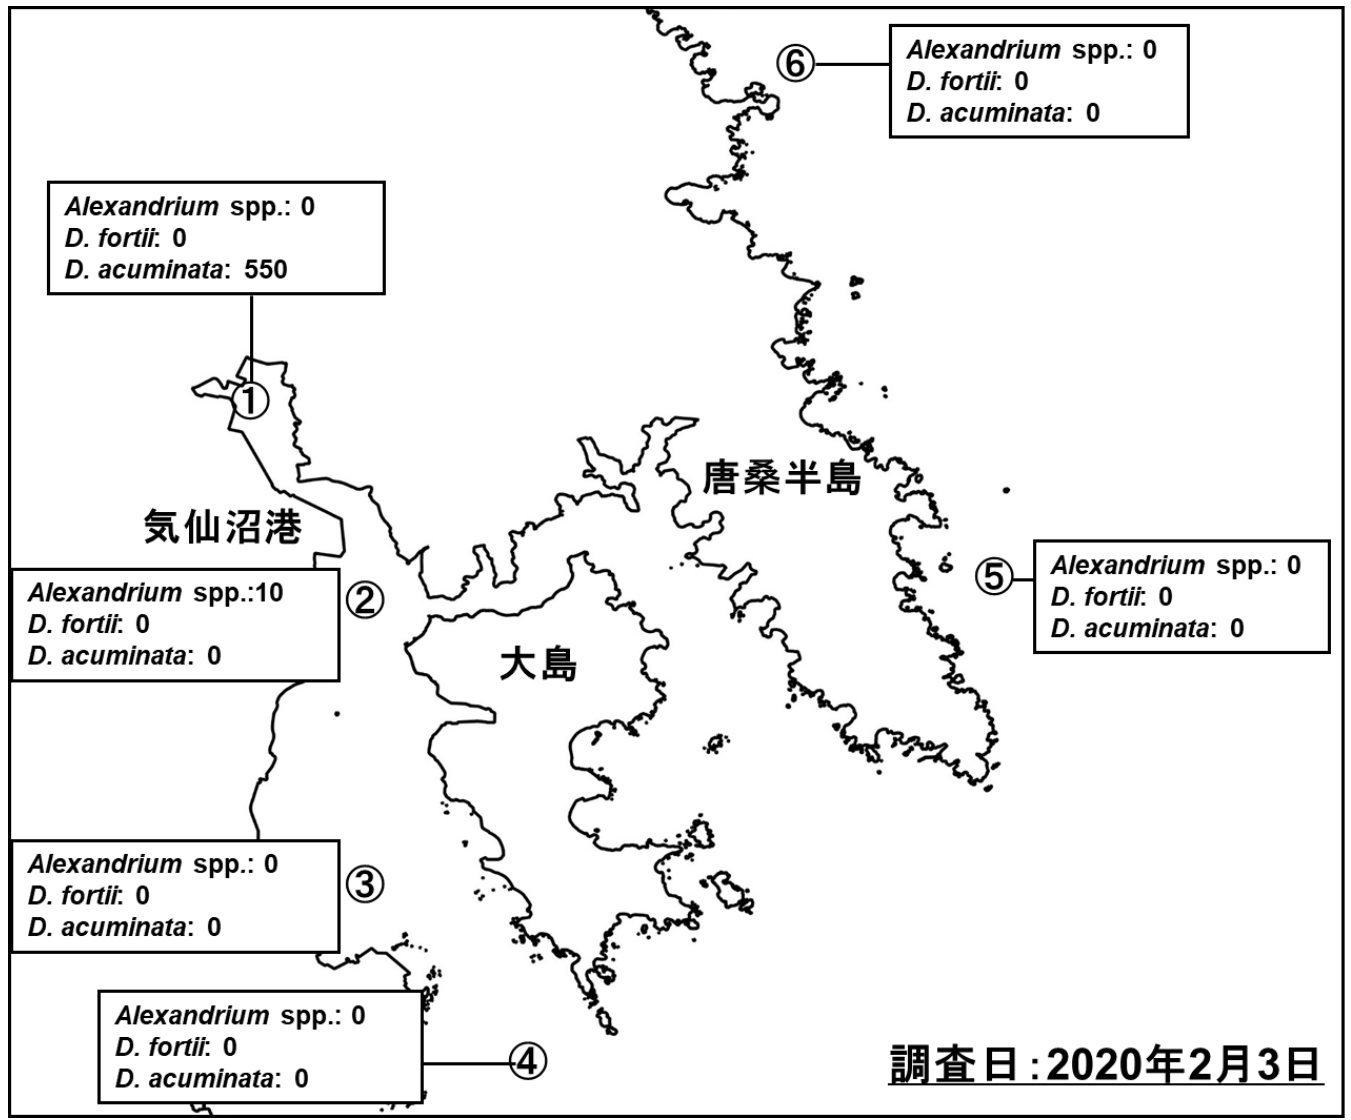 ⑥
Alexandrium spp.: 0
D. fortii: 0
D. acuminata: 0
Alexandrium spp.: 0
D. fortii: 0
D. acuminata: 550
①
唐桑半島
気仙沼港
Alexandrium spp.:10
D. fortii: 0
D. acuminata: 0
②
⑤
Alexandrium spp.: 0
D. fortii: 0
D. acuminata: 0
大島
Alexandrium spp.: 0
D. fortii: 0
D. acuminata: 0
③
Alexandrium spp.: 0
D. fortii: 0
D. acuminata: 0
④
調査日:2020年2月3日